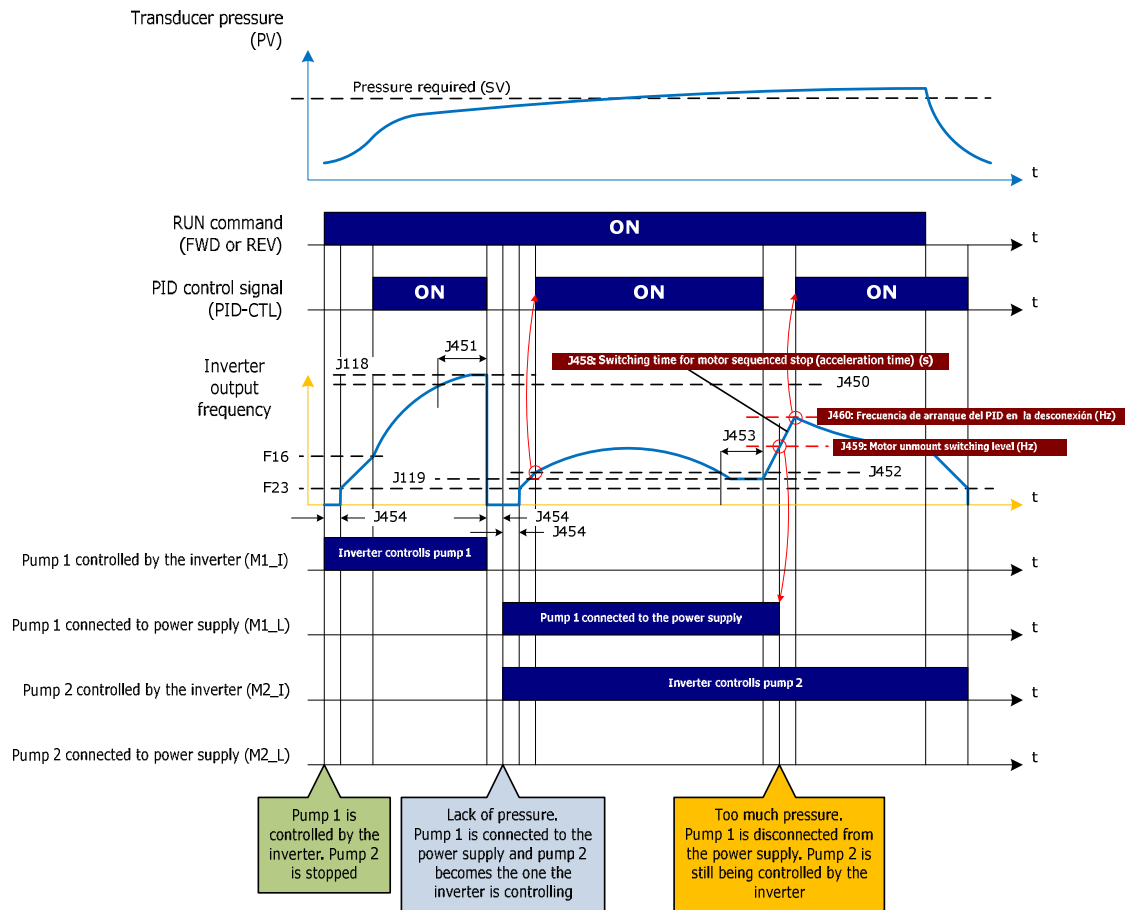 Transducer pressure
(PV)
Pressure required (SV)
t
RUN command
(FWD or REV)
ON
t
PID control signal
(PID-CTL)
ON
ON
ON
t
Inverter
output
frequency
J118
J451
J458: Switching time for motor sequenced stop (acceleration time) (s)
J450
J460: Frecuencia de arranque del PID en la desconexión (Hz)
J459: Motor unmount switching level (Hz)
J453
F16
J119
J452
F23
t
J454
J454
J454
Pump 1 controlled by the inverter (M1_I)
Inverter controlls pump 1
t
Pump 1 connected to power supply (M1_L)
Pump 1 connected to the power supply
t
Pump 2 controlled by the inverter (M2_I)
Inverter controlls pump 2
t
Pump 2 connected to power supply (M2_L)
t
Pump 1 is
controlled by the
inverter. Pump 2
is stopped
Lack of pressure.
Pump 1 is connected to the
power supply and pump 2
becomes the one the
inverter is controlling
Too much pressure.
Pump 1 is disconnected from
the power supply. Pump 2 is
still being controlled by the
inverter